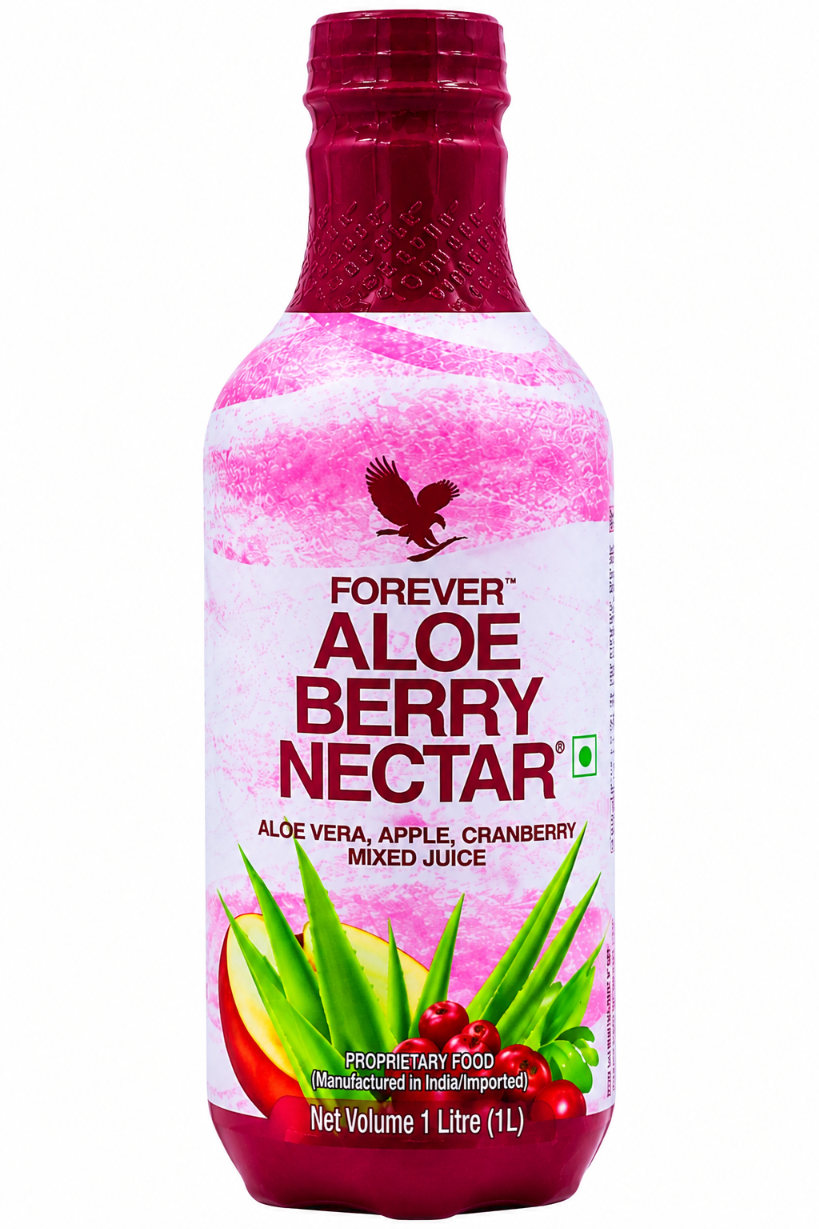 FOREVER™
ALOE
BERRY
NECTAR®
ALOE VERA, APPLE, CRANBERRY
MIXED JUICE
PROPRIETARY FOOD
(Manufactured in India/Imported)
Net Volume 1 Litre (1L)